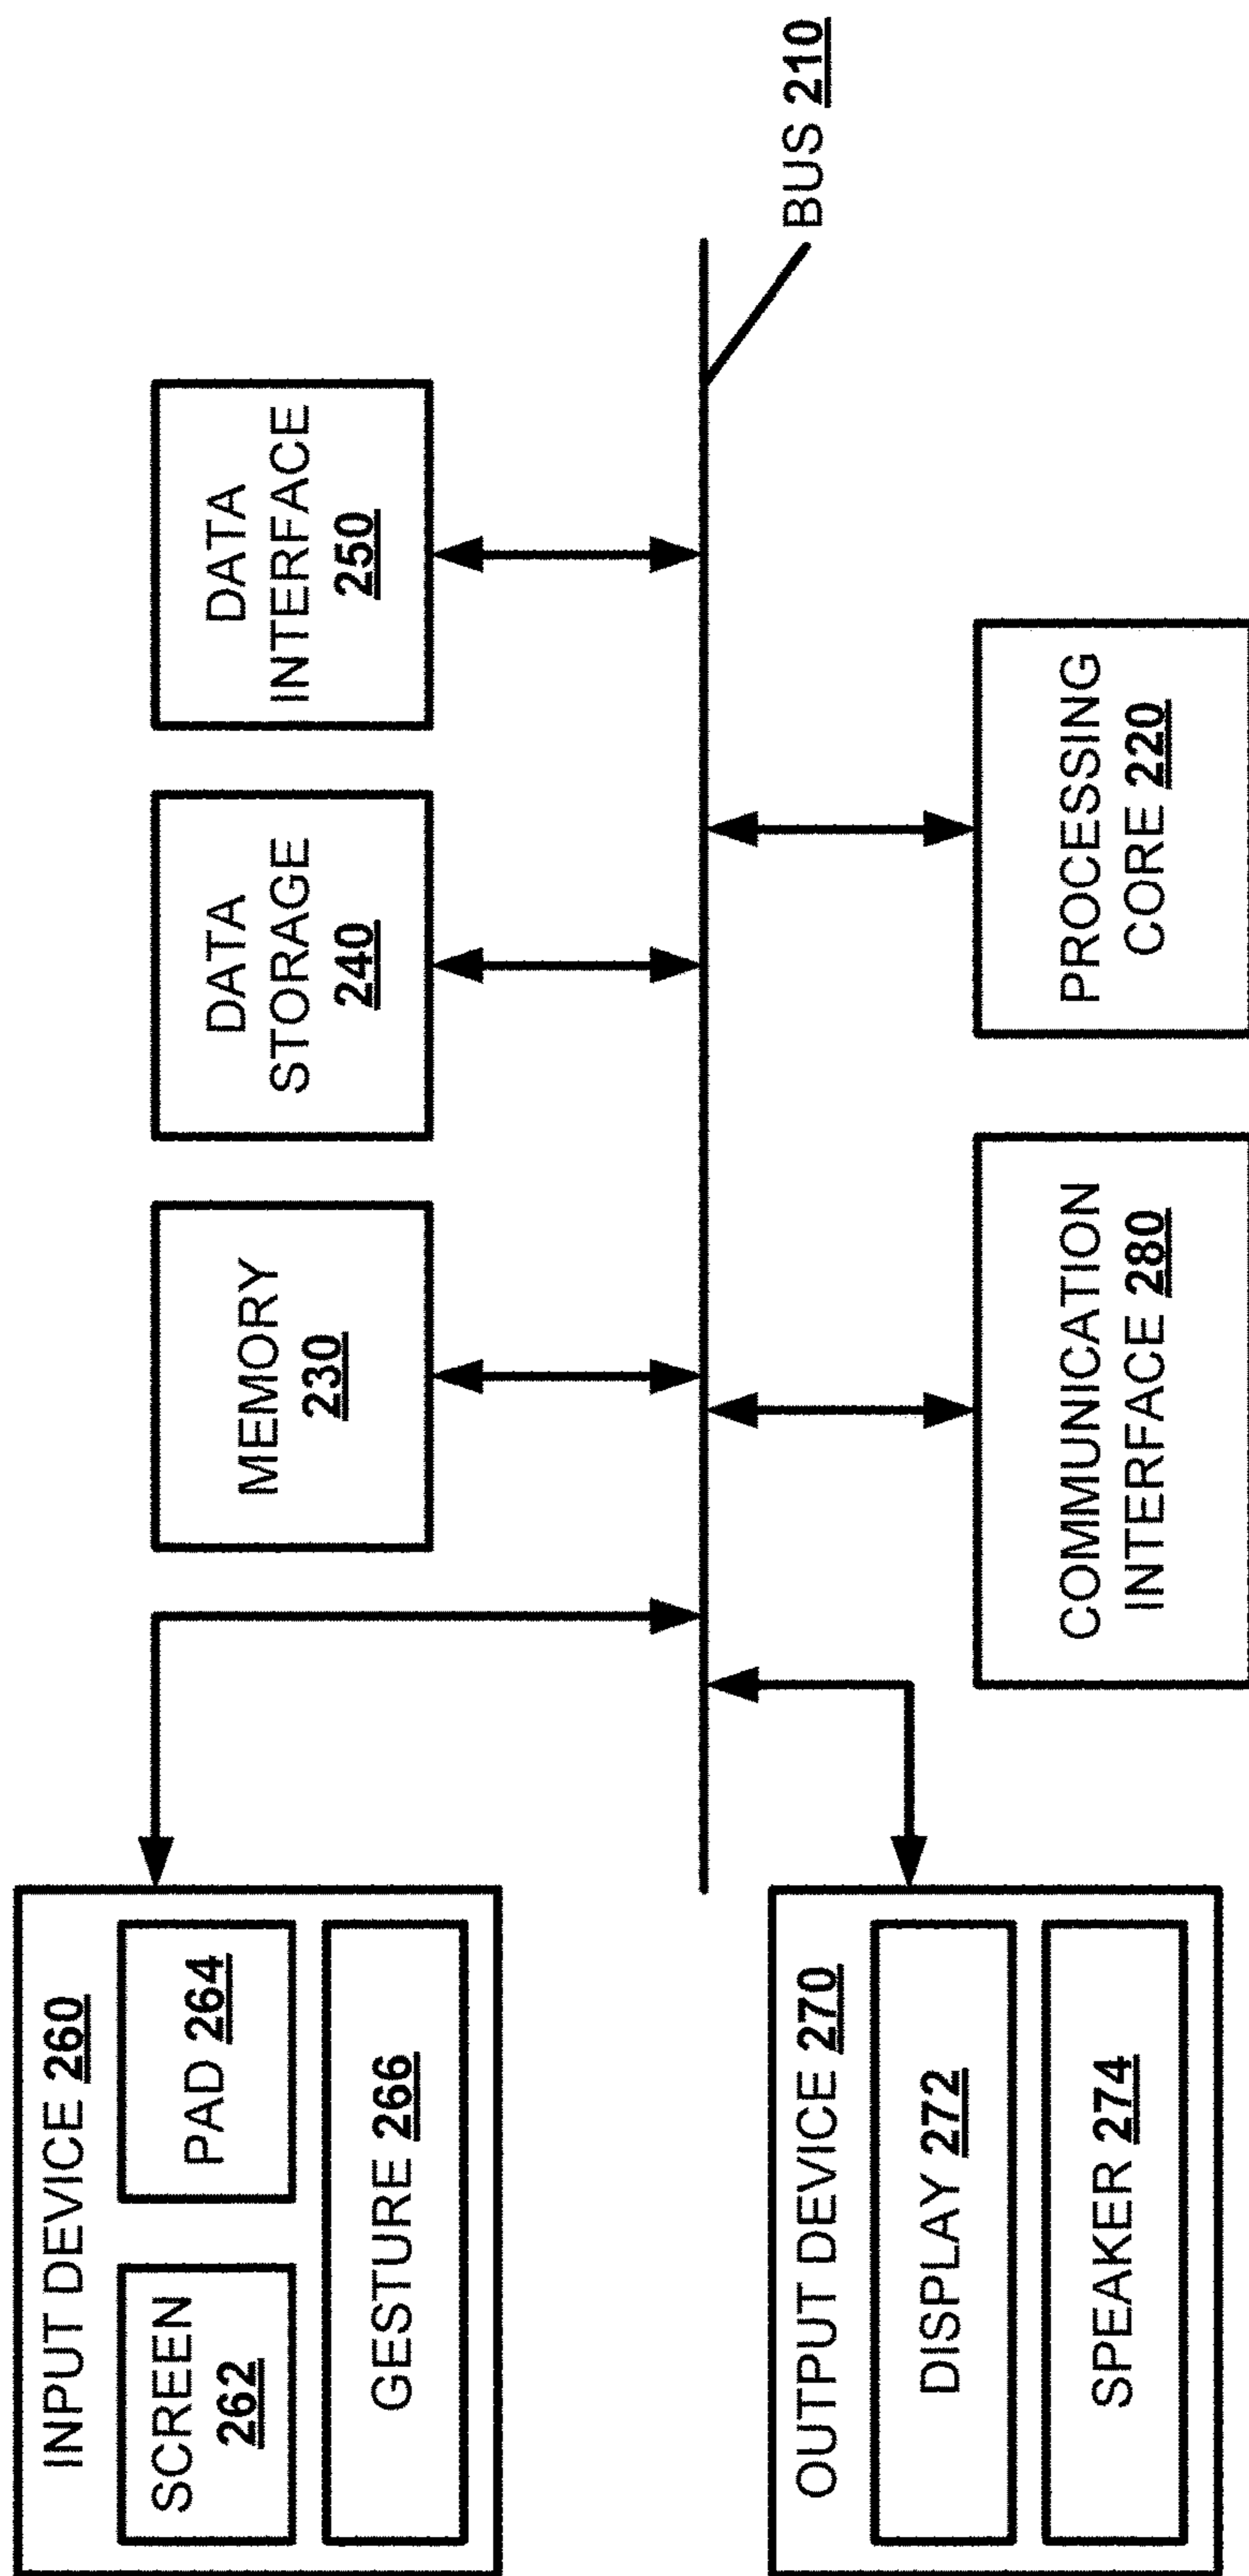 INPUT DEVICE 260
SCREEN
262
PAD 264
GESTURE 266
MEMORY
230
DATA
STORAGE
240
DATA
INTERFACE
250
BUS 210
OUTPUT DEVICE 270
DISPLAY 272
SPEAKER 274
COMMUNICATION
INTERFACE 280
PROCESSING
CORE 220